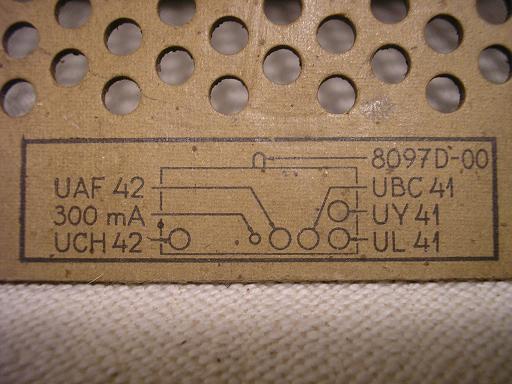 8097D-00
UAF 42 UBC 41
300 mA UY 41
UCH 42 UL 41